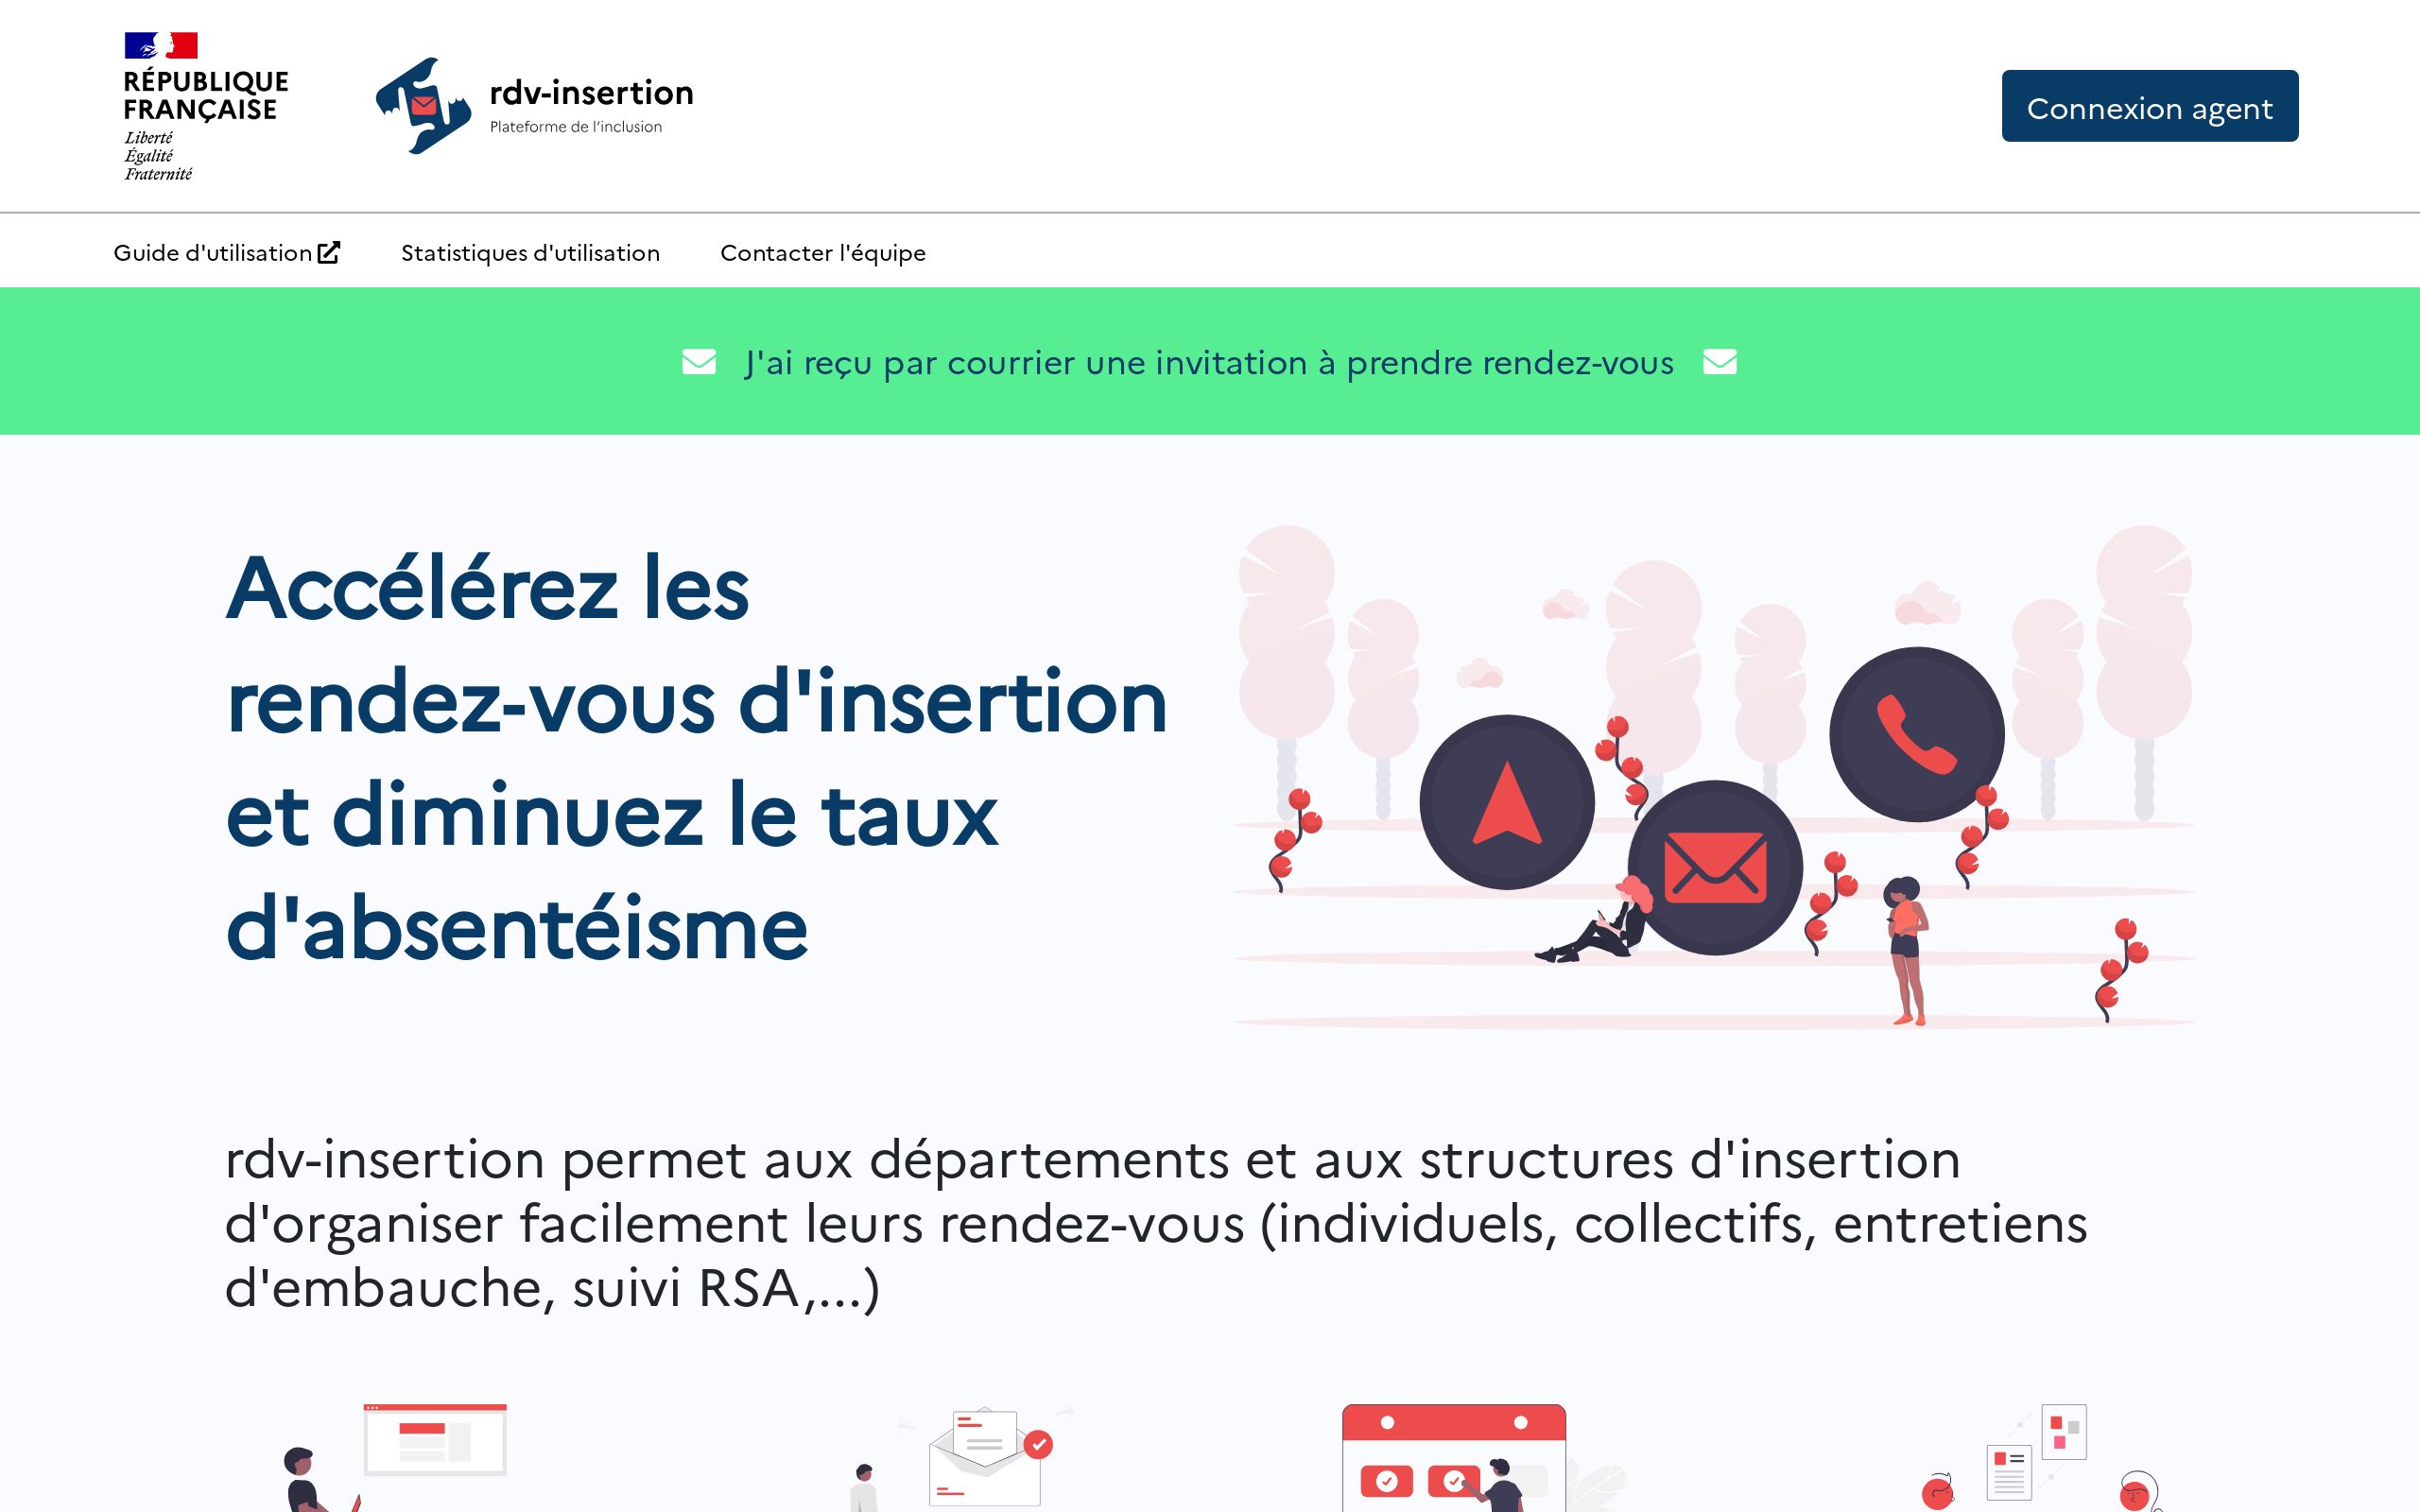 RÉPUBLIQUE
FRANÇAISE
Liberté
Égalité
Fraternité
rdv-insertion
Plateforme de l'inclusion
Connexion agent
Guide d'utilisation
Statistiques d'utilisation
Contacter l'équipe
J'ai reçu par courrier une invitation à prendre rendez-vous
Accélérez les
rendez-vous d'insertion
et diminuez le taux
d'absentéisme
rdv-insertion permet aux départements et aux structures d'insertion
d'organiser facilement leurs rendez-vous (individuels, collectifs, entretiens
d'embauche, suivi RSA,...)